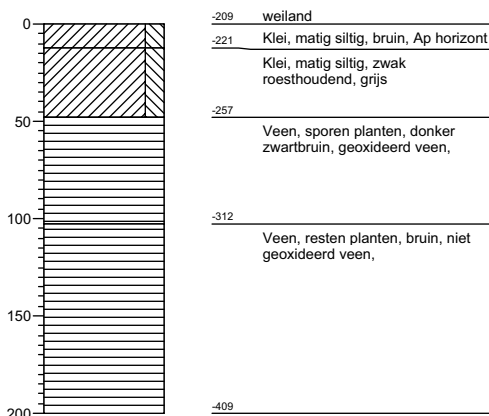 0
50
100
150
200
-209 weiland
-221 Klei, matig siltig, bruin, Ap horizont
Klei, matig siltig, zwak
roesthoudend, grijs
-257
Veen, sporen planten, donker
zwartbruin, geoxideerd veen,
-312
Veen, resten planten, bruin, niet
geoxideerd veen,
-409